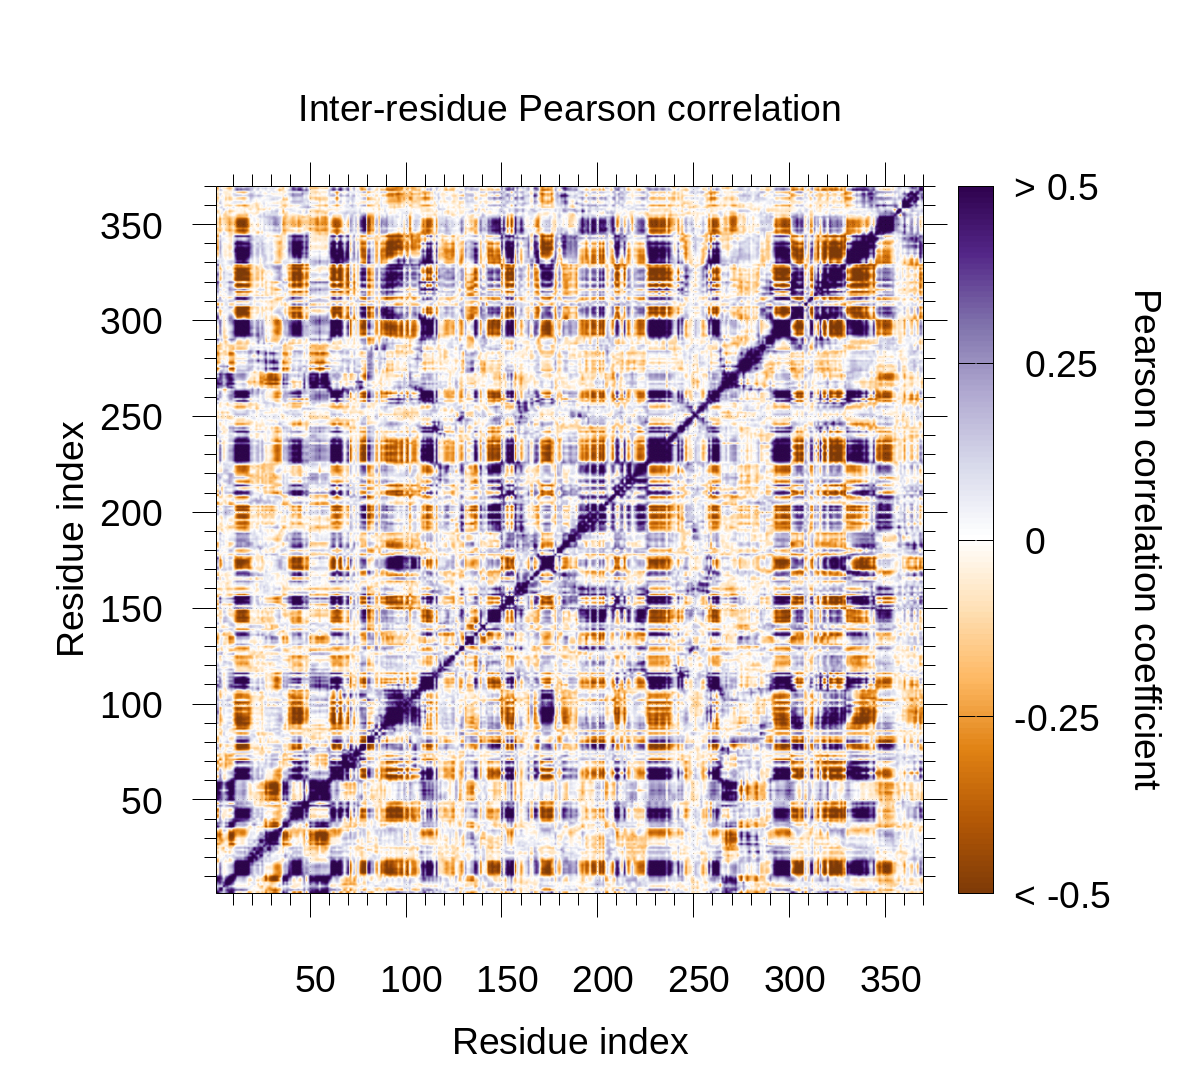 Inter-residue Pearson correlation
> 0.5
350
300
0.25
250
200
0
150
100
-0.25
50
< -0.5
Residue index
Pearson correlation coefficient
50 100 150 200 250 300 350
Residue index